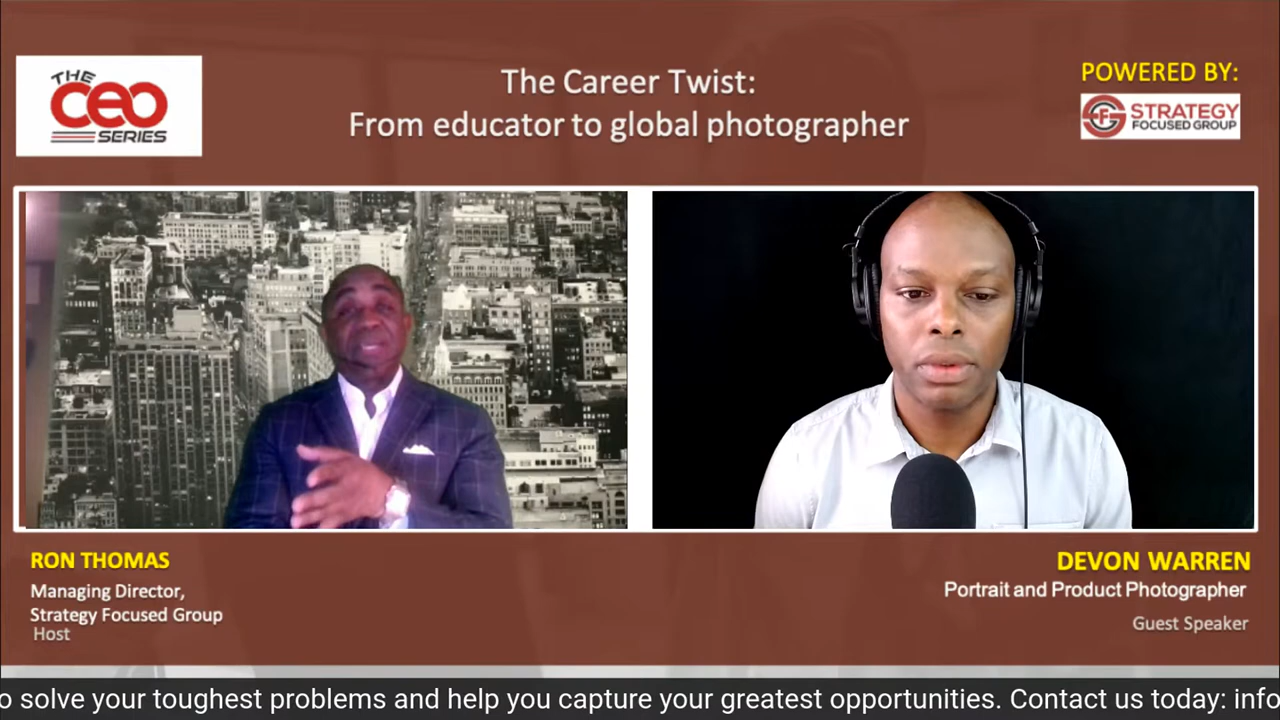 THE
CEO
SERIES
The Career Twist:
From educator to global photographer
POWERED BY:
SFG
STRATEGY
FOCUSED GROUP
RON THOMAS
Managing Director,
Strategy Focused Group
Host
DEVON WARREN
Portrait and Product Photographer
Guest Speaker
o solve your toughest problems and help you capture your greatest opportunities. Contact us today: info